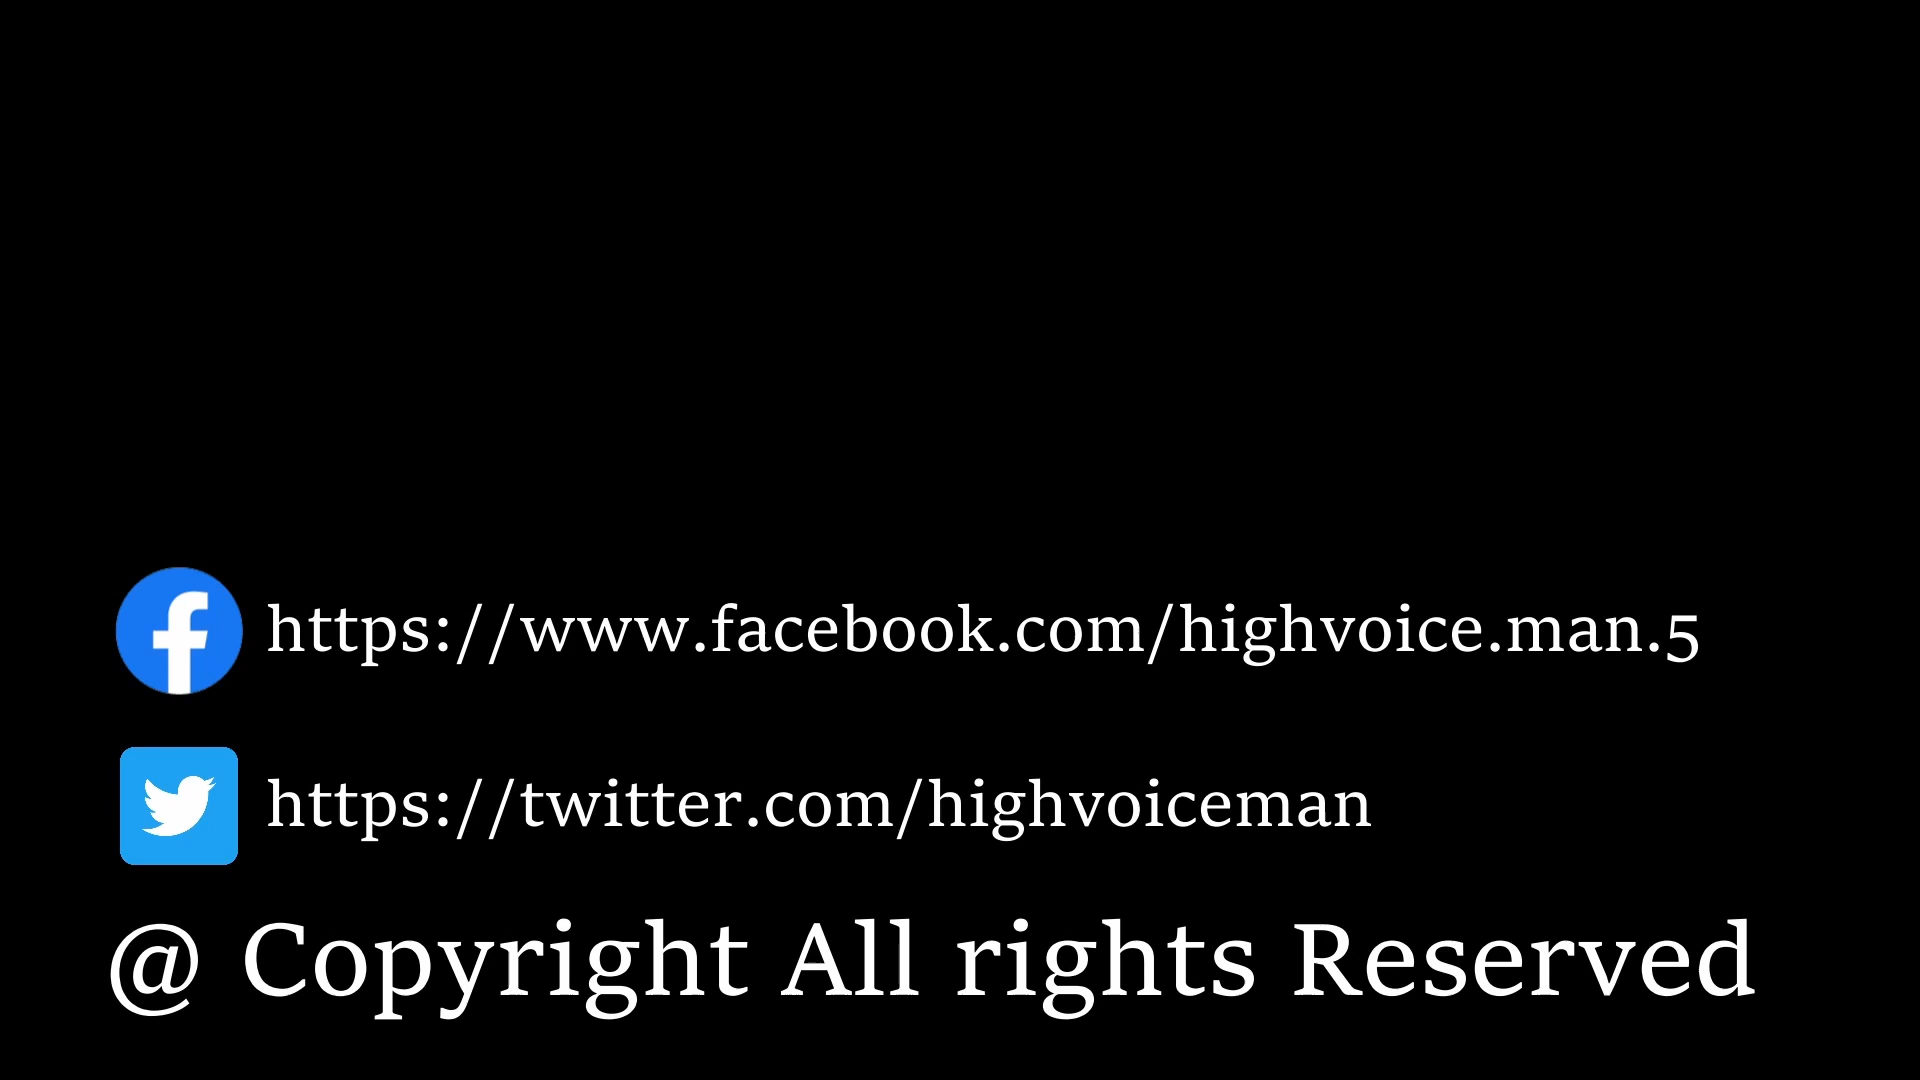 https://www.facebook.com/highvoice.man.5
https://twitter.com/highvoiceman
@ Copyright All rights Reserved